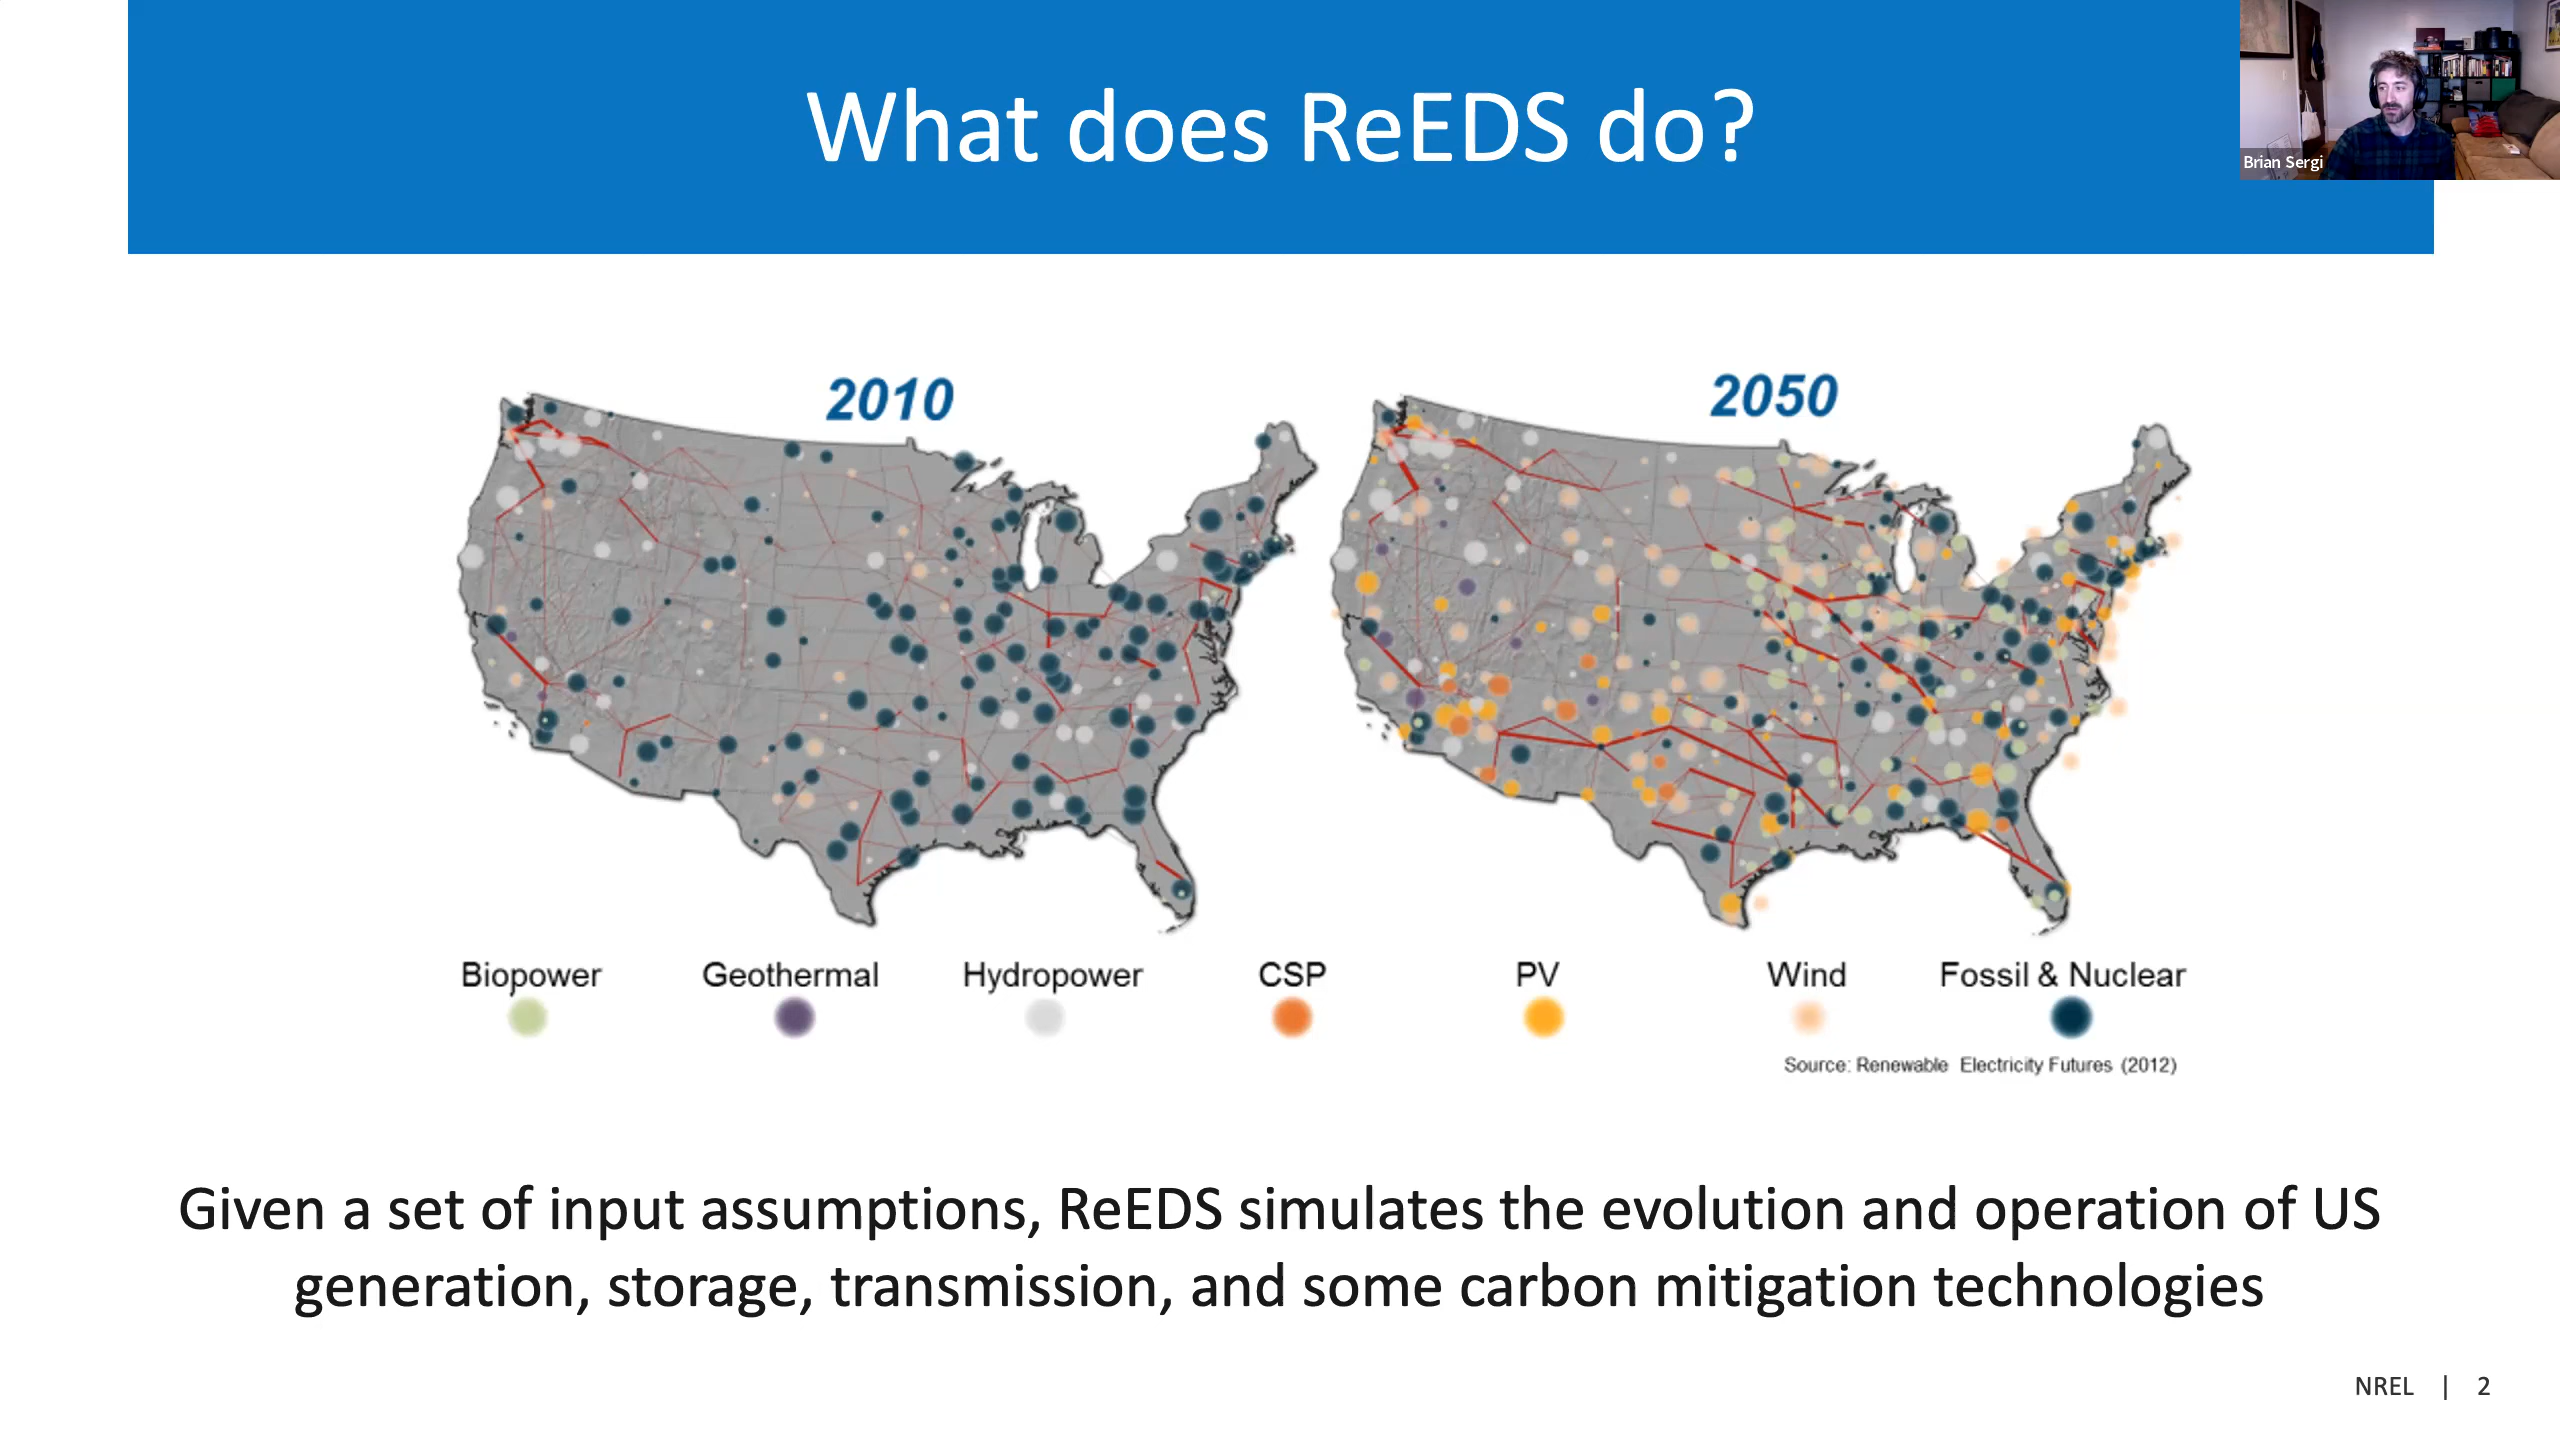 What does ReEDS do?
Brian Sergi
2010
2050
Biopower
Geothermal
Hydropower
CSP
PV
Wind
Fossil & Nuclear
Source: Renewable Electricity Futures (2012)
Given a set of input assumptions, ReEDS simulates the evolution and operation of US
generation, storage, transmission, and some carbon mitigation technologies
NREL | 2